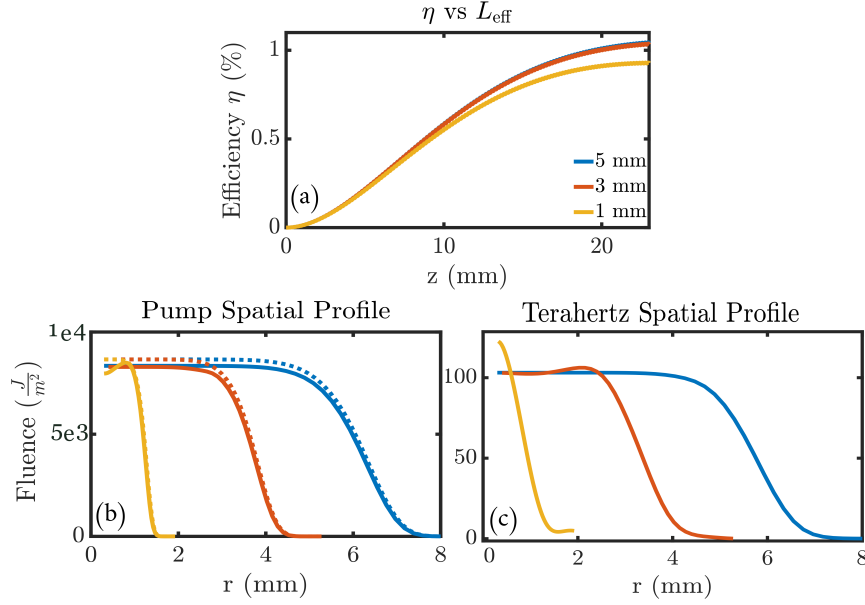 η vs L_eff
Efficiency η (%)
1
0.5
0
(a)
5 mm
3 mm
1 mm
0 10 20
z (mm)
Pump Spatial Profile
Fluence (J/m²)
1e4
5e3
0
(b)
0 2 4 6 8
r (mm)
Terahertz Spatial Profile
100
50
0
(c)
0 2 4 6 8
r (mm)